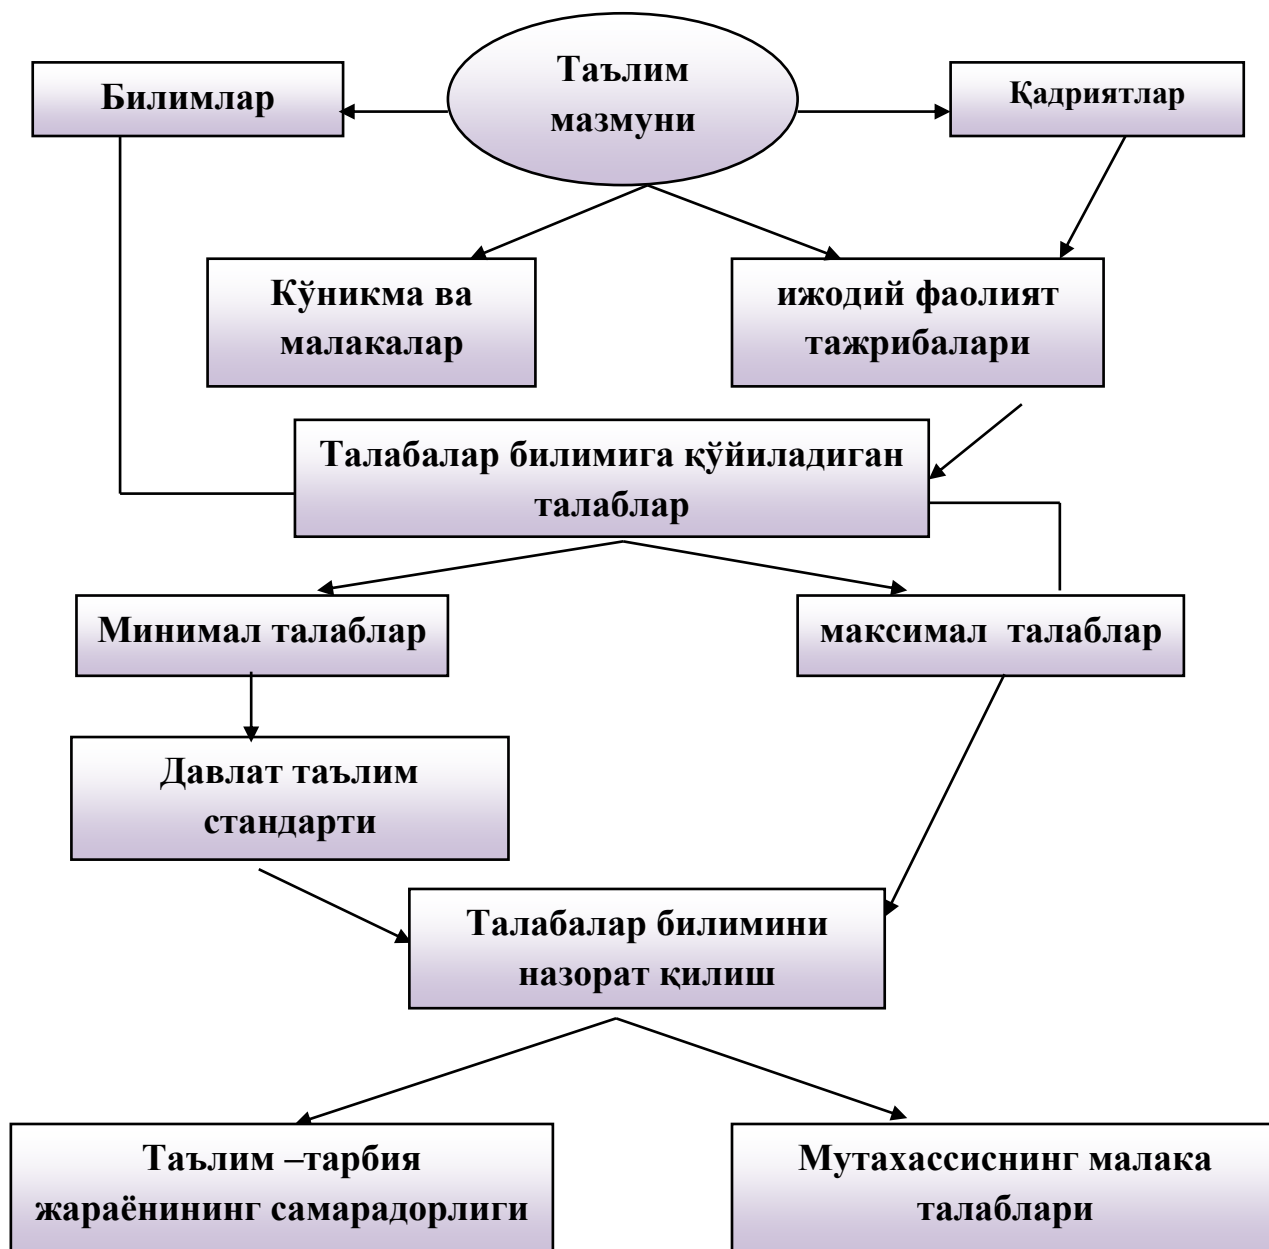 Таълим
мазмуни
Билимлар
Қадриятлар
Кўникма ва
малакалар
ижодий фаолият
тажрибалари
Талабалар билимига қўйиладиган
талаблар
Минимал талаблар
максимал талаблар
Давлат таълим
стандарти
Талабалар билимини
назорат қилиш
Таълим –тарбия
жараёнининг самарадорлиги
Мутахассиснинг малака
талаблари